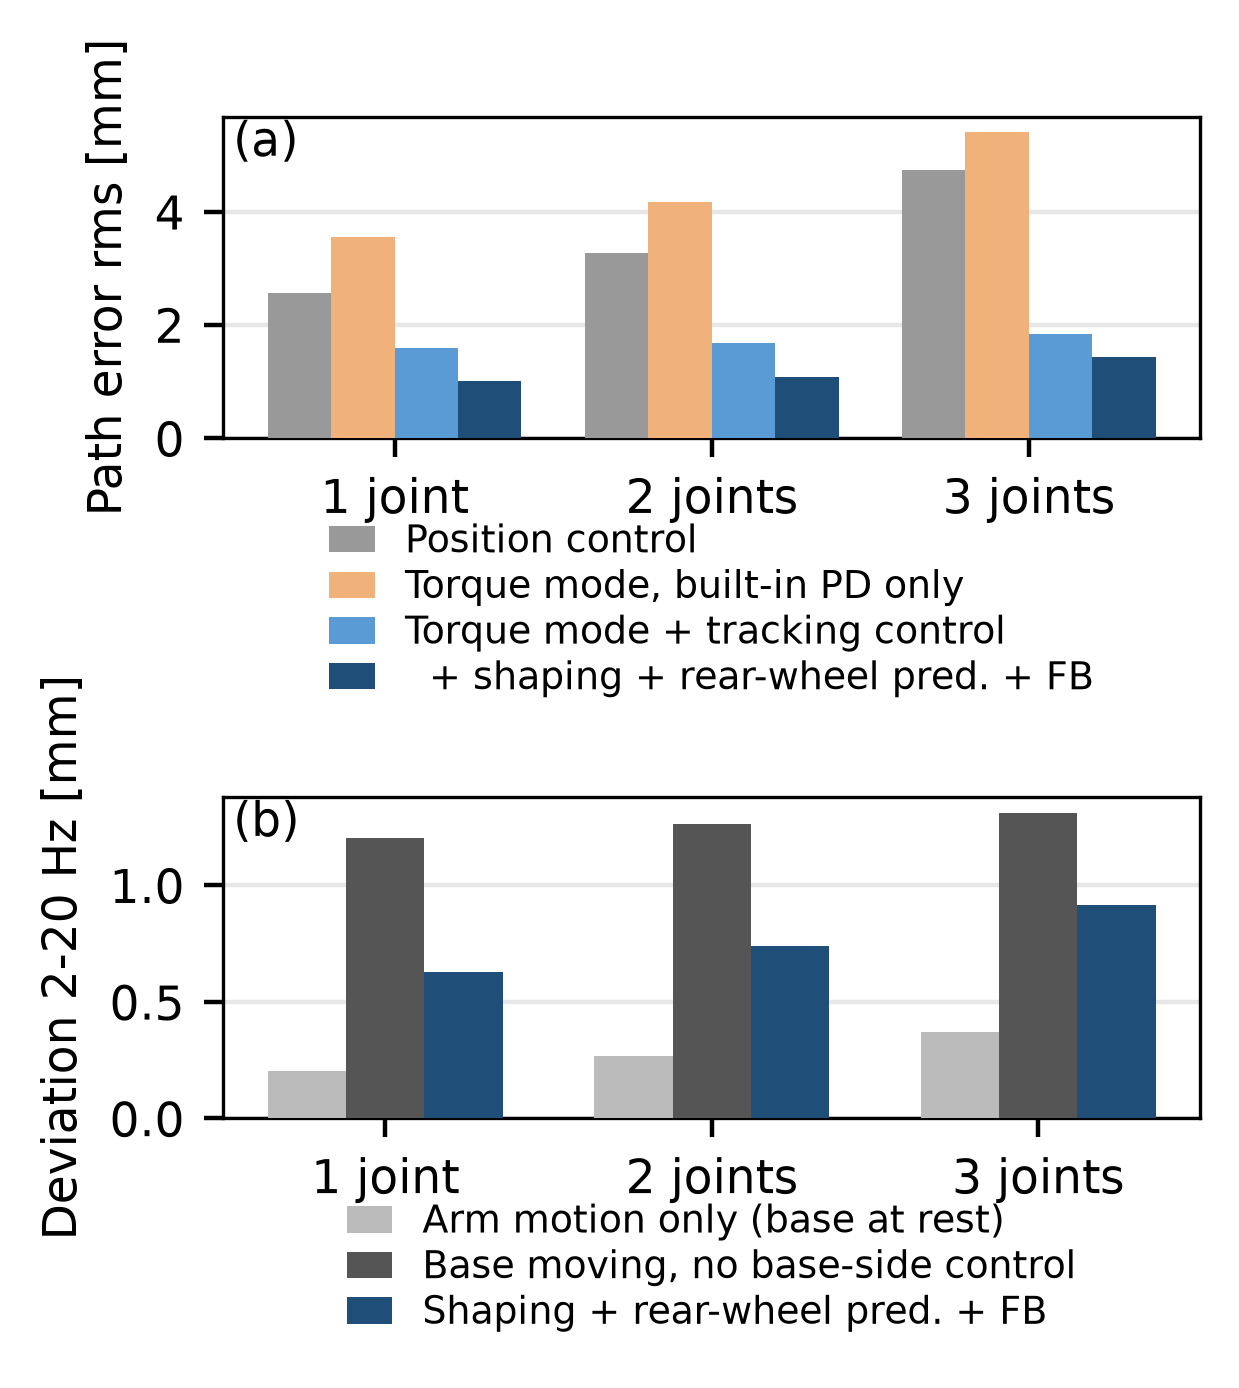 Path error rms [mm]
(a)
4
2
0
1 joint 2 joints 3 joints
Position control
Torque mode, built-in PD only
Torque mode + tracking control
+ shaping + rear-wheel pred. + FB
Deviation 2-20 Hz [mm]
(b)
1.0
0.5
0.0
1 joint 2 joints 3 joints
Arm motion only (base at rest)
Base moving, no base-side control
Shaping + rear-wheel pred. + FB